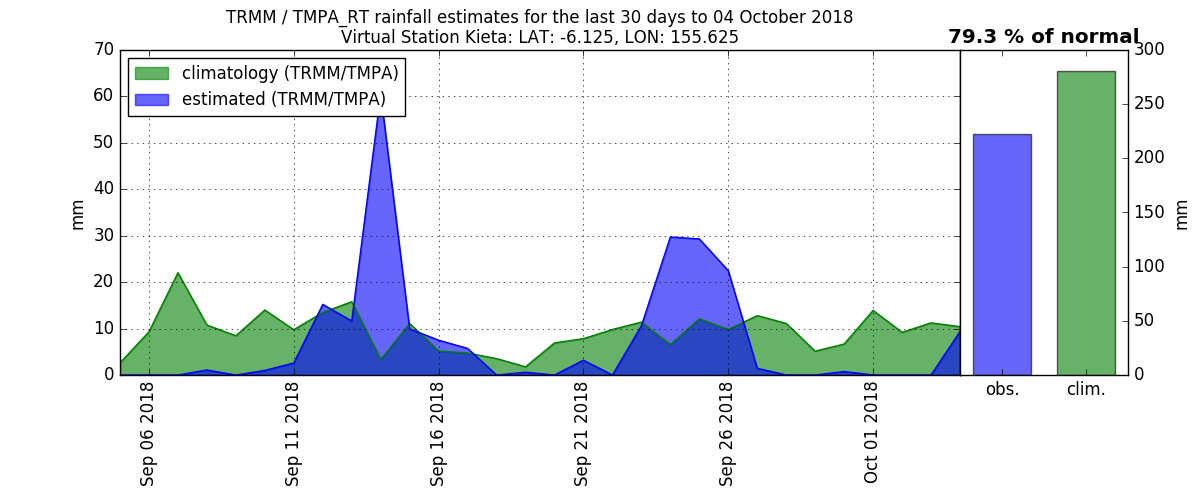 TRMM / TMPA_RT rainfall estimates for the last 30 days to 04 October 2018
Virtual Station Kieta: LAT: -6.125, LON: 155.625
79.3 % of normal
climatology (TRMM/TMPA)
estimated (TRMM/TMPA)
70
60
50
40
30
20
10
0
mm
Sep 06 2018
Sep 11 2018
Sep 16 2018
Sep 21 2018
Sep 26 2018
Oct 01 2018
300
250
200
150
100
50
0
mm
obs.
clim.